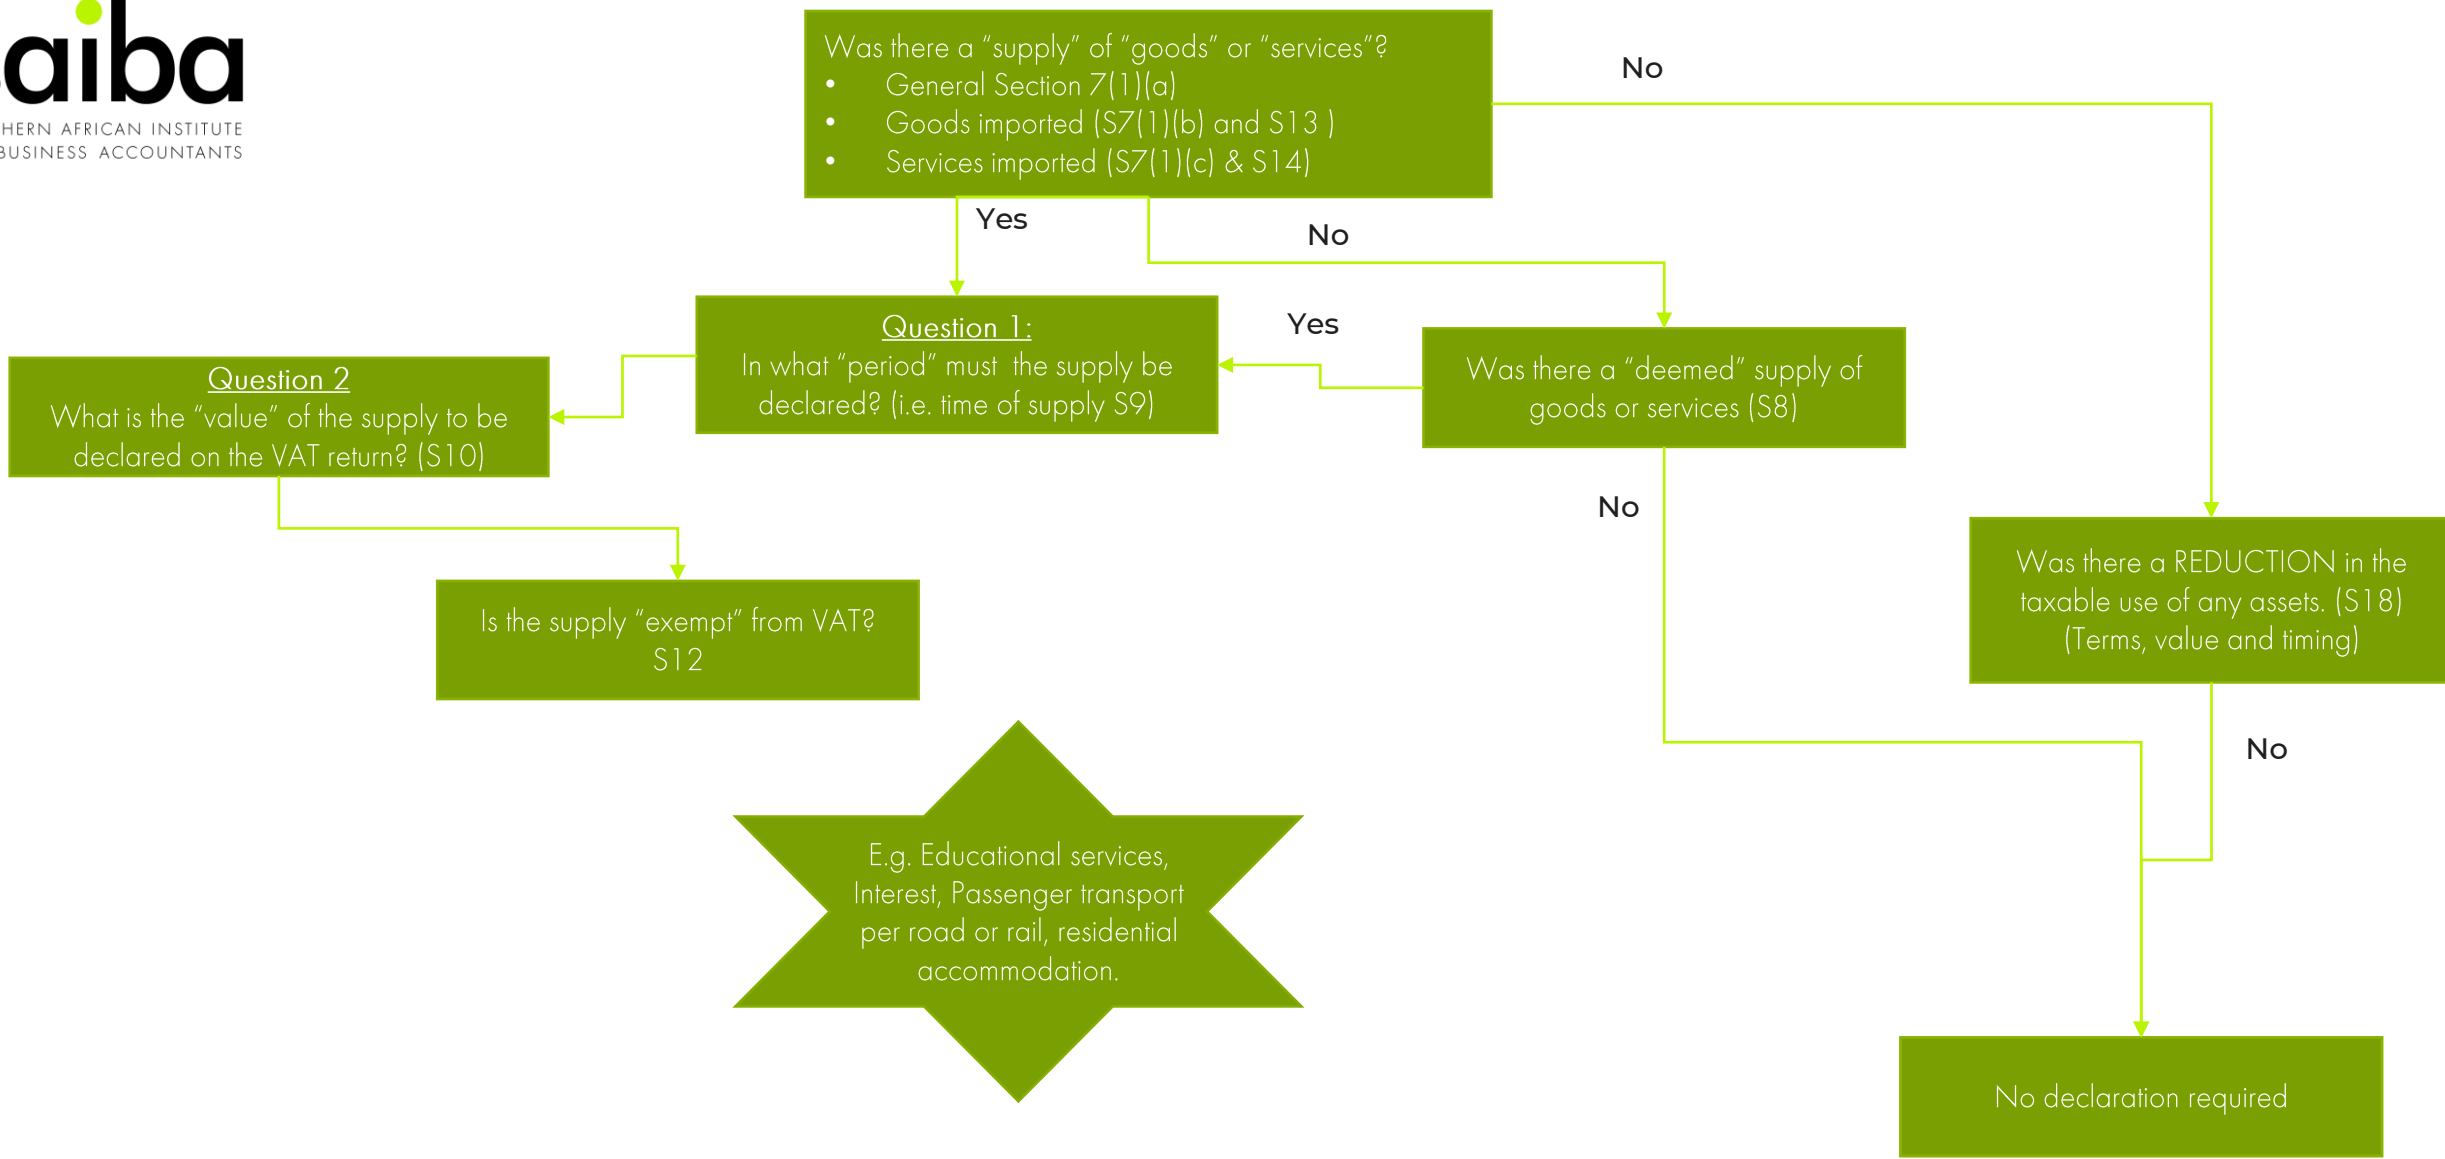 aiba
HERN AFRICAN INSTITUTE
BUSINESS ACCOUNTANTS
Was there a “supply” of “goods” or “services”?
• General Section 7(1)(a)
• Goods imported (S7(1)(b) and S13 )
• Services imported (S7(1)(c) & S14)
No
Yes
No
Question 1:
In what “period” must the supply be
declared? (i.e. time of supply S9)
Yes
Was there a “deemed” supply of
goods or services (S8)
Question 2
What is the “value” of the supply to be
declared on the VAT return? (S10)
No
Was there a REDUCTION in the
taxable use of any assets. (S18)
(Terms, value and timing)
Is the supply “exempt” from VAT?
S12
No
E.g. Educational services,
Interest, Passenger transport
per road or rail, residential
accommodation.
No declaration required